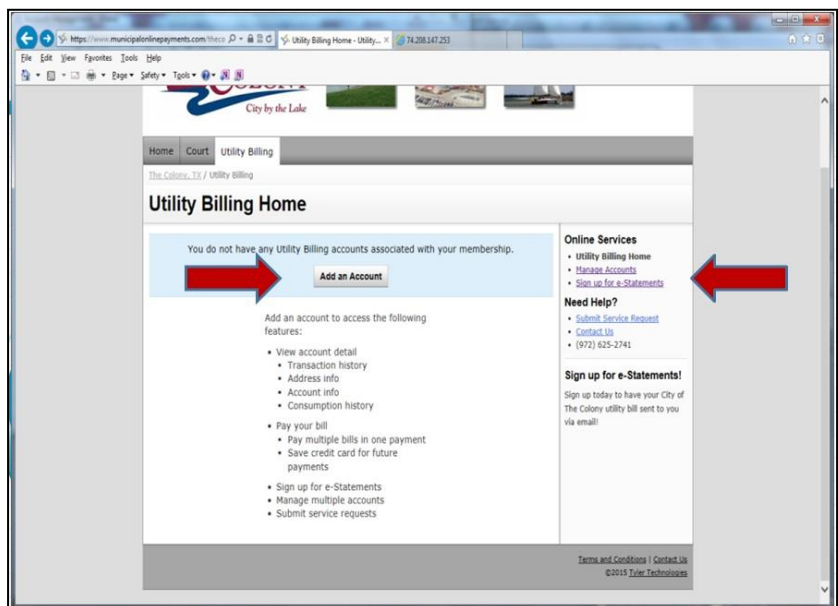 https://www.municipalonlinepayments.com/theco
Utility Billing Home - Utility... ×
74.208.147.253
File Edit View Favorites Tools Help
Page Safety Tools
City by the Lake
Home Court Utility Billing
The Colony, TX / Utility Billing
Utility Billing Home
You do not have any Utility Billing accounts associated with your membership.
Add an Account
Add an account to access the following
features:
• View account detail
• Transaction history
• Address info
• Account info
• Consumption history
• Pay your bill
• Pay multiple bills in one payment
• Save credit card for future
payments
• Sign up for e-Statements
• Manage multiple accounts
• Submit service requests
Online Services
• Utility Billing Home
• Manage Accounts
• Sign up for e-Statements
Need Help?
• Submit Service Request
• Contact Us
• (972) 625-2741
Sign up for e-Statements!
Sign up today to have your City of
The Colony utility bill sent to you
via email!
Terms and Conditions | Contact Us
©2015 Tyler Technologies